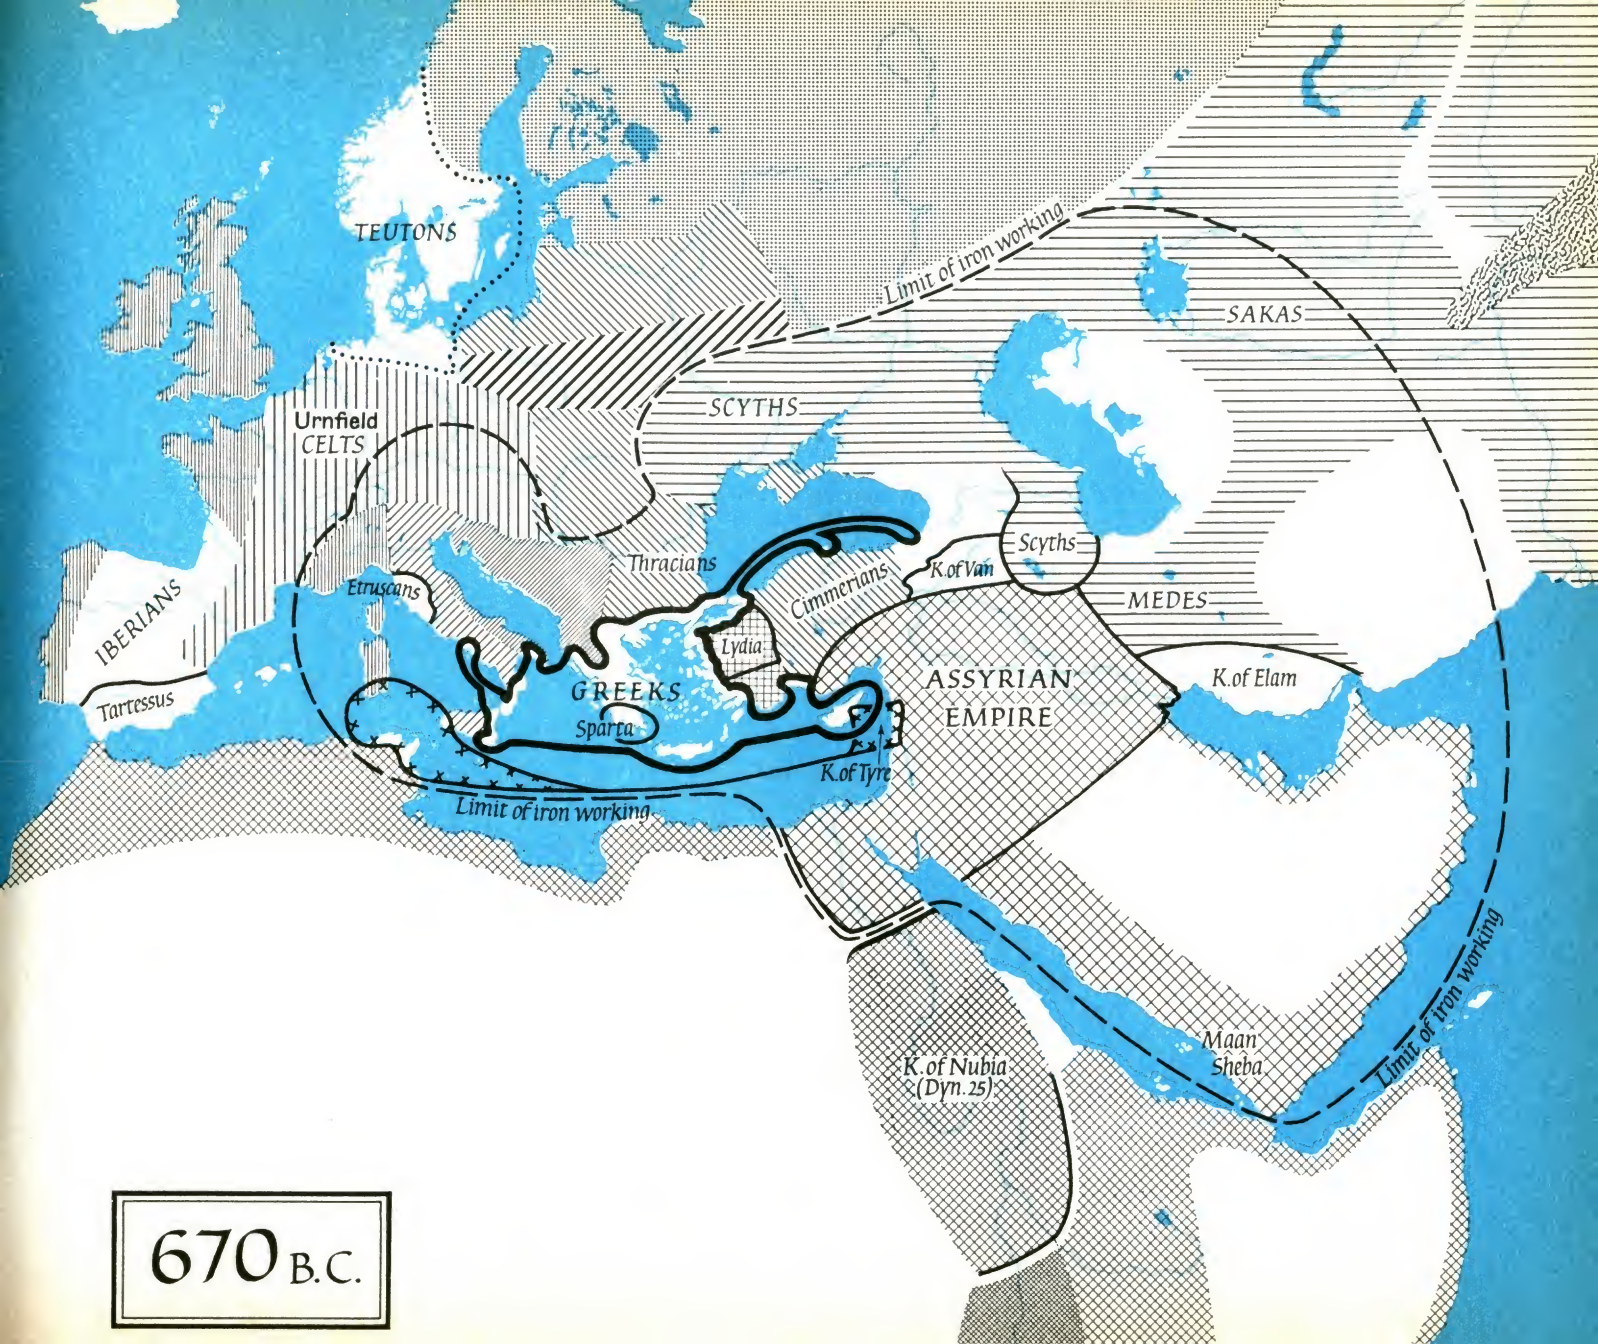 TEUTONS
Limit of iron working
SAKAS
SCYTHS
Urnfield
CELTS
Scyths
Thracians
K.of Van
Etruscans
Cimmerians
MEDES
IBERIANS
Lydia
Tartessus
GREEKS
ASSYRIAN
EMPIRE
K.of Elam
Sparta
K.of Tyre
Limit of iron working
Limit of iron working
Maan
Sheba
K.of Nubia
(Dyn.25)
670 B.C.